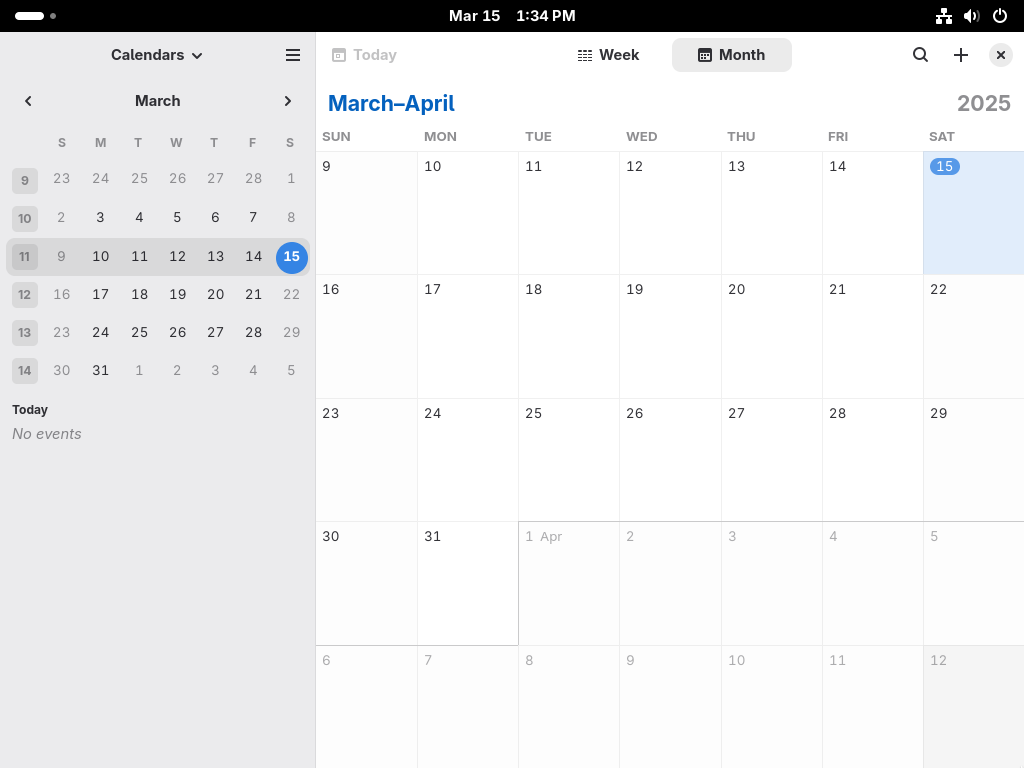 Mar 15 1:34 PM
Calendars
Today
Week
Month
March
March–April
2025
S M T W T F S
9 23 24 25 26 27 28 1
10 2 3 4 5 6 7 8
11 9 10 11 12 13 14 15
12 16 17 18 19 20 21 22
13 23 24 25 26 27 28 29
14 30 31 1 2 3 4 5
Today
No events
SUN MON TUE WED THU FRI SAT
9 10 11 12 13 14 15
16 17 18 19 20 21 22
23 24 25 26 27 28 29
30 31 1 Apr 2 3 4 5
6 7 8 9 10 11 12